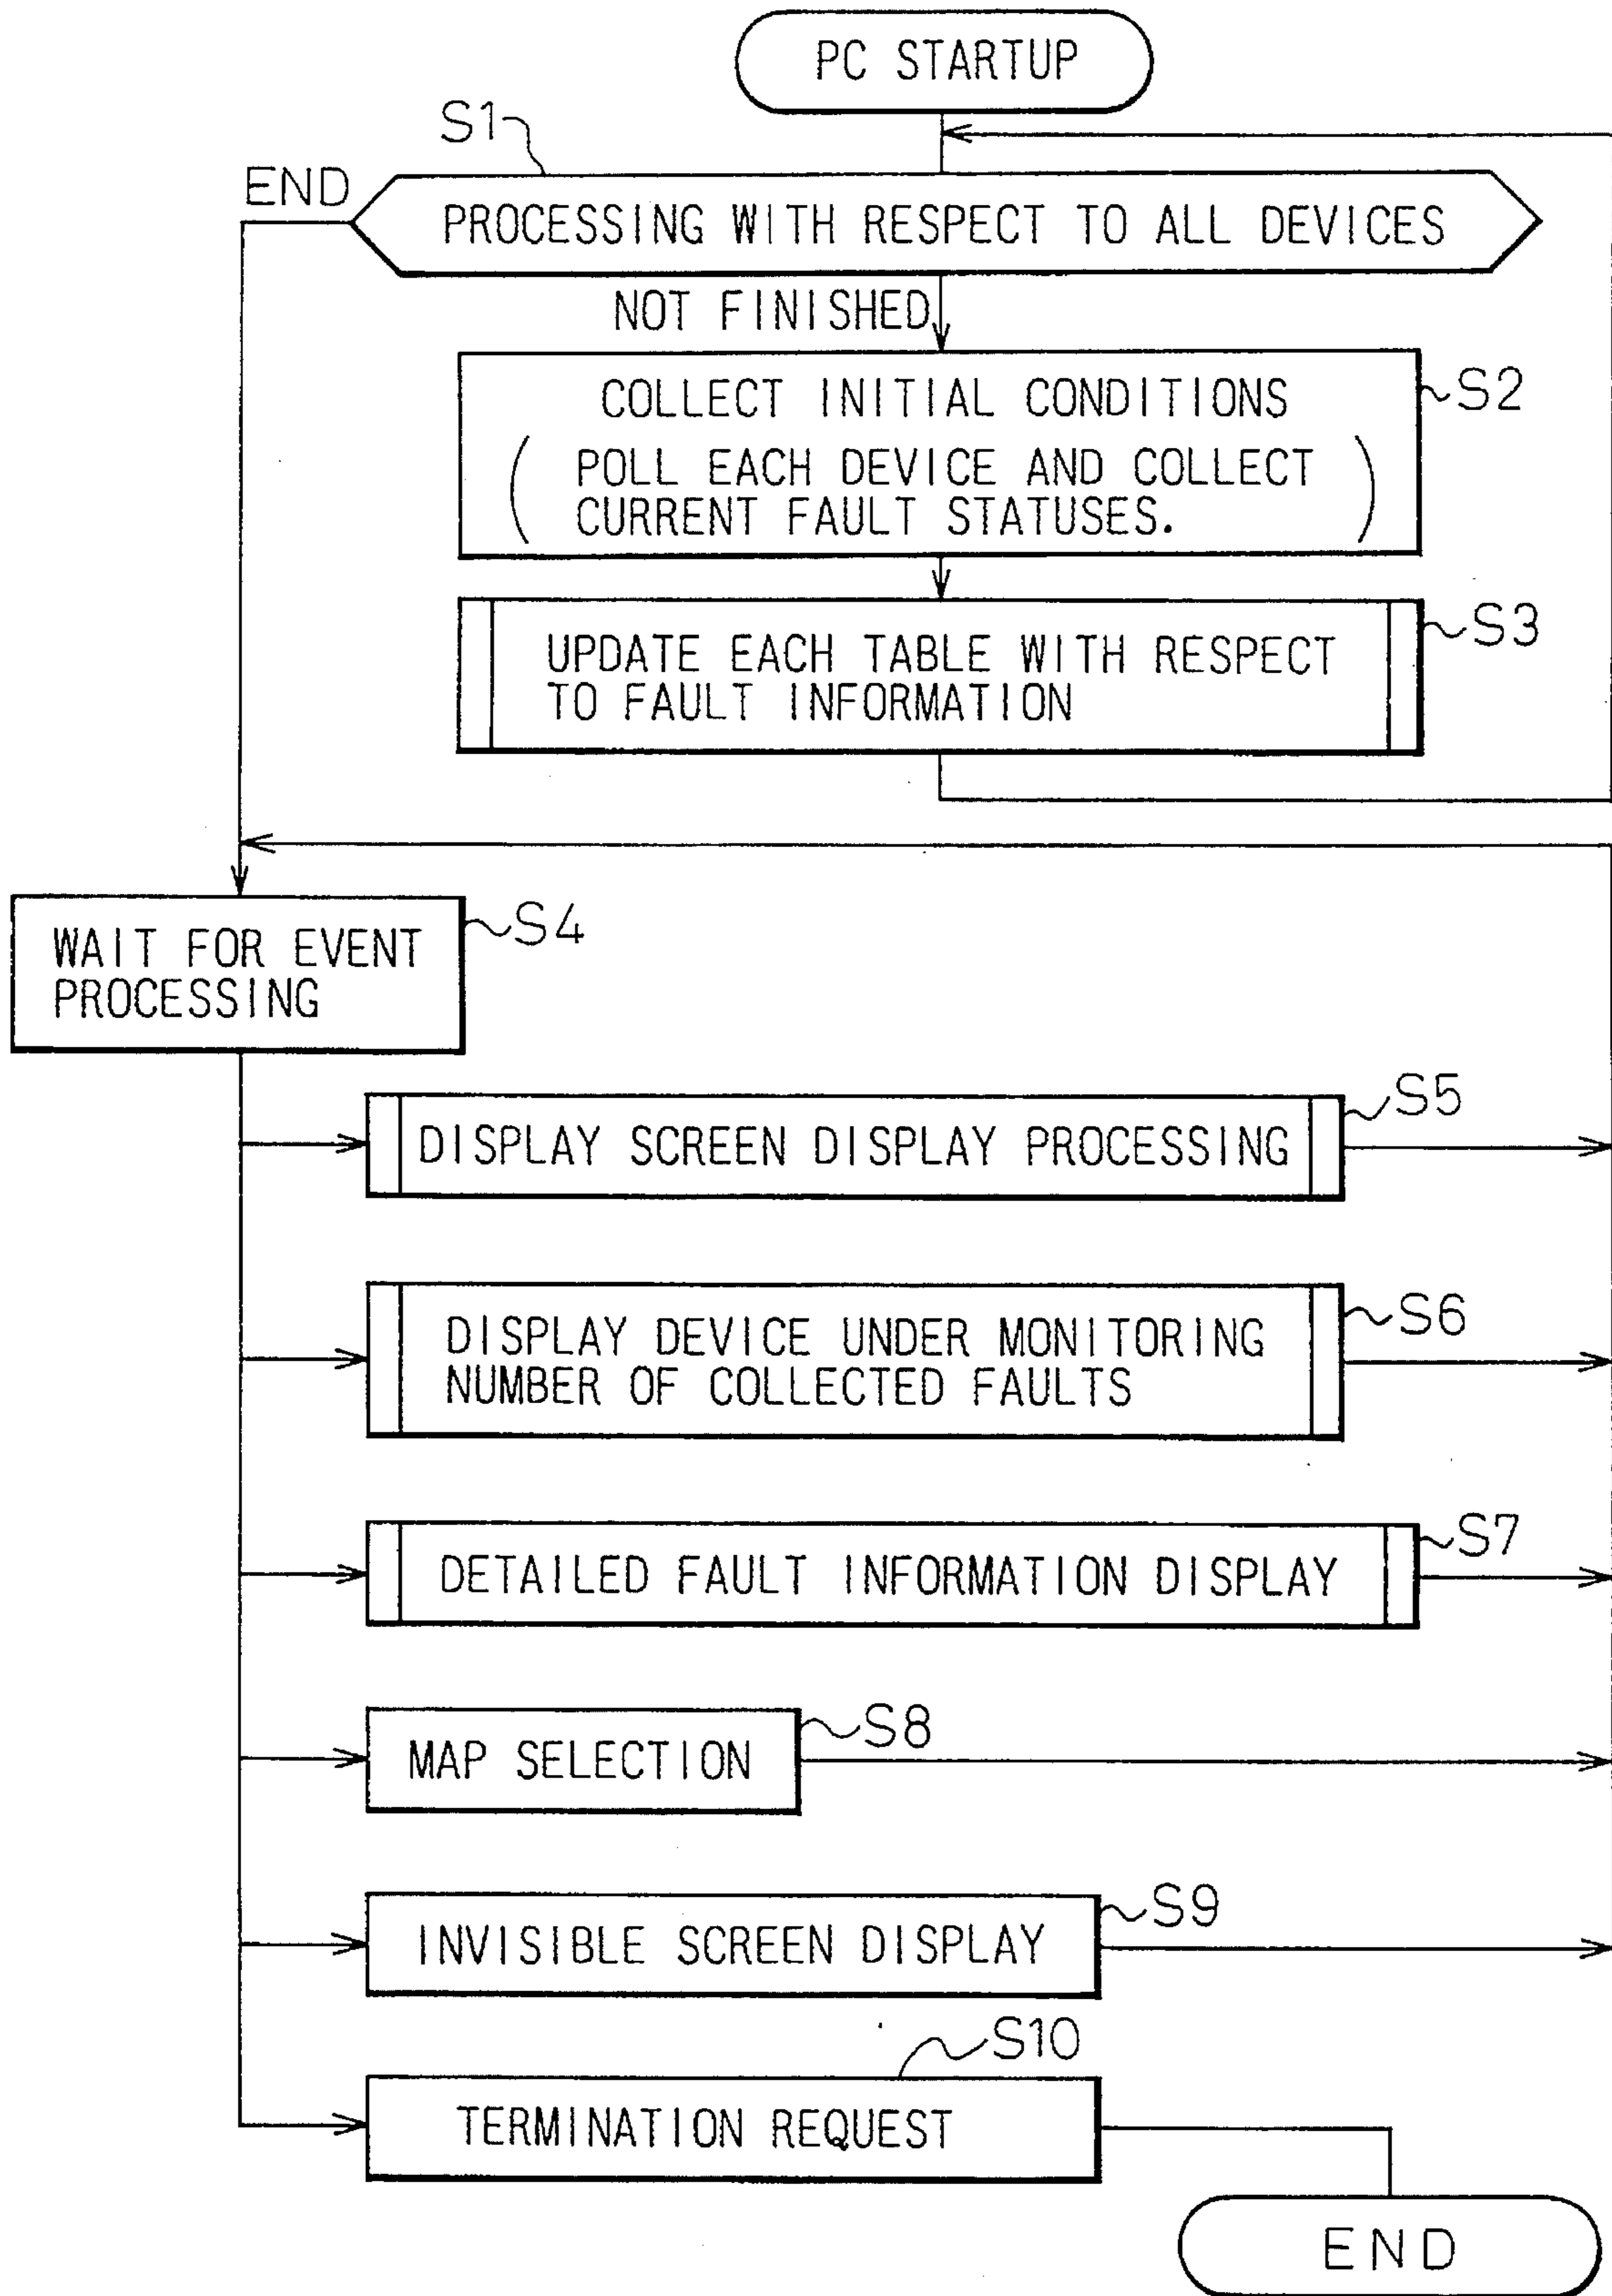 PC STARTUP
S1
END
PROCESSING WITH RESPECT TO ALL DEVICES
NOT FINISHED
COLLECT INITIAL CONDITIONS
S2
( POLL EACH DEVICE AND COLLECT
CURRENT FAULT STATUSES. )
S3
UPDATE EACH TABLE WITH RESPECT
TO FAULT INFORMATION
S4
WAIT FOR EVENT
PROCESSING
S5
DISPLAY SCREEN DISPLAY PROCESSING
S6
DISPLAY DEVICE UNDER MONITORING
NUMBER OF COLLECTED FAULTS
S7
DETAILED FAULT INFORMATION DISPLAY
S8
MAP SELECTION
S9
INVISIBLE SCREEN DISPLAY
S10
TERMINATION REQUEST
END